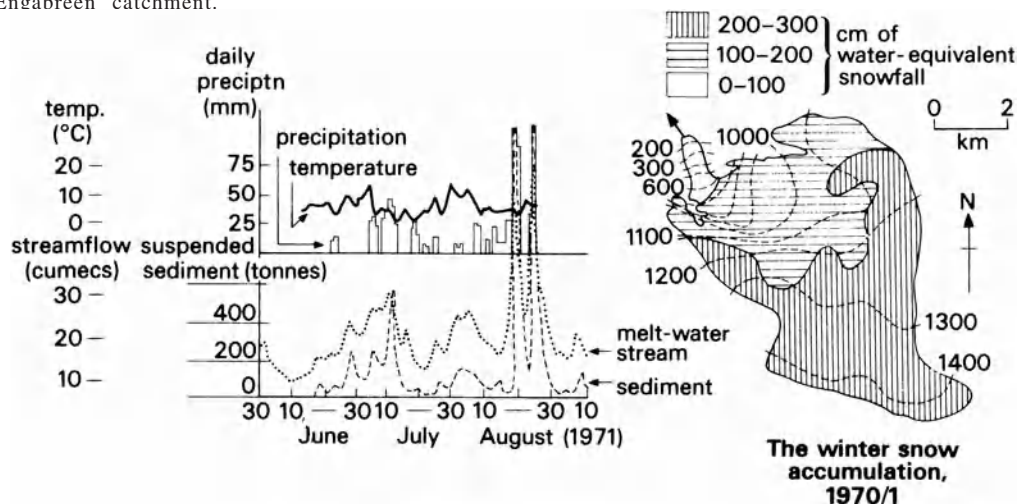 Engabreen catchment.
daily
preciptn
(mm)
temp.
(°C)
precipitation
temperature
20
10
0
75
50
25
0
streamflow
(cumecs)
suspended
sediment (tonnes)
30
20
10
400
200
0
melt-water
stream
sediment
30 10 — 30 10 — 30 10 — 30 10
June July August (1971)
200–300
100–200
0–100
cm of
water-equivalent
snowfall
0 2
km
N
200
300
600
1000
1100
1200
1300
1400
The winter snow
accumulation,
1970/1